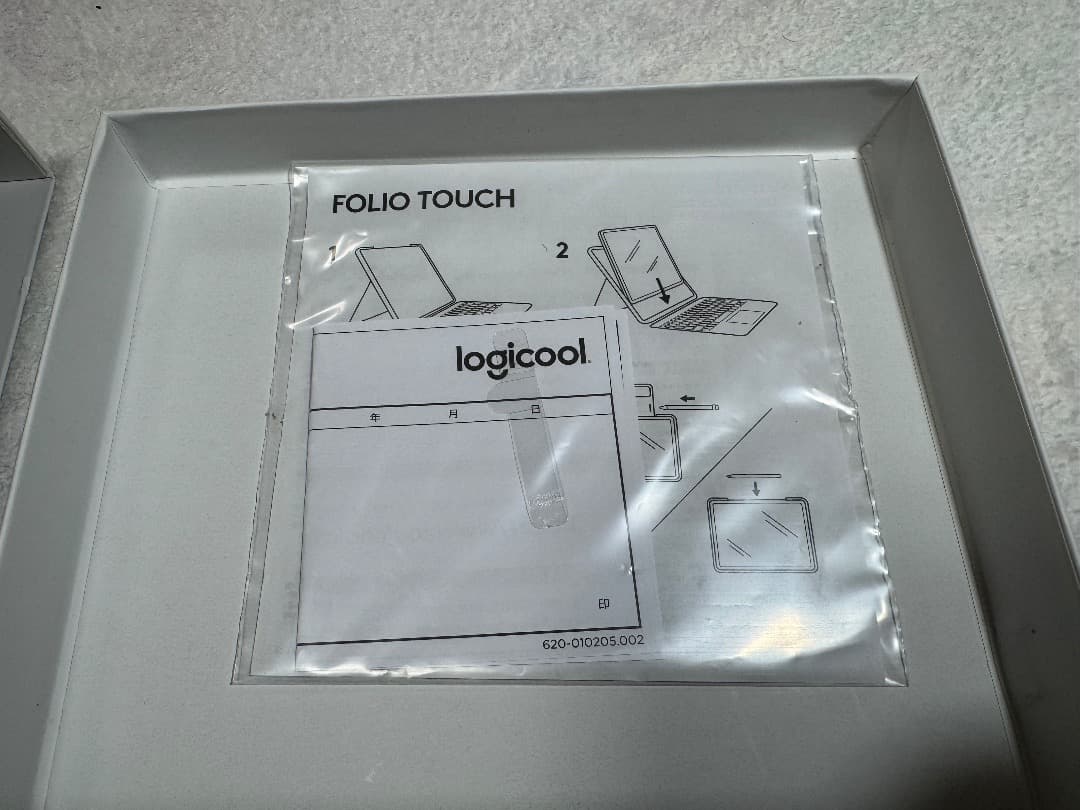 FOLIO TOUCH
1
2
logicool
年 月 日
印
620-010205.002